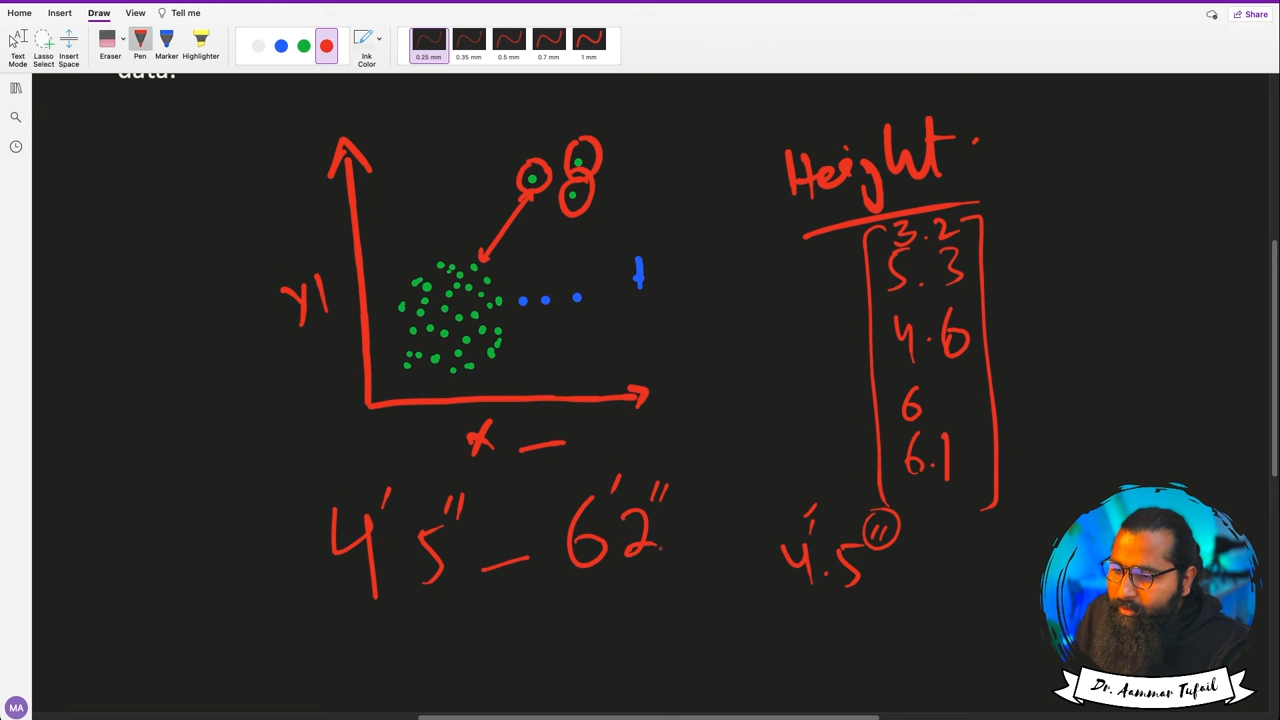 Home Insert Draw View Tell me
Share
Text Mode
Lasso Select
Insert Space
Eraser
Pen
Marker
Highlighter
Ink Color
0.25 mm
0.35 mm
0.5 mm
0.7 mm
1 mm
data.
Height
3.2
5.3
4.6
6
6.1
y1
x —
4' 5" — 6' 2"
4'.5"
MA
Dr. Aammar Tufail